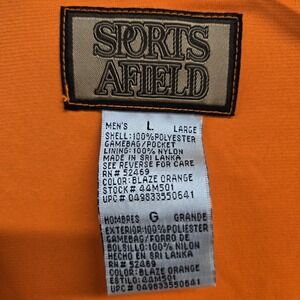 SPORTS
AFIELD
MEN'S L LARGE
SHELL:100%POLYESTER
GAMEBAG/POCKET
LINING:100% NYLON
MADE IN SRI LANKA
SEE REVERSE FOR CARE
RN# 52469
COLOR:BLAZE ORANGE
STOCK# 44M501
UPC# 049833550641
HOMBRES G GRANDE
EXTERIOR:100%POLIESTER
GAMEBAG/FORRO DE
BOLSILLO:100% NILON
HECHO EN SRI LANKA
RN# 52469
COLOR:BLAZE ORANGE
ESTILO:44M501
UPC# 049833550641